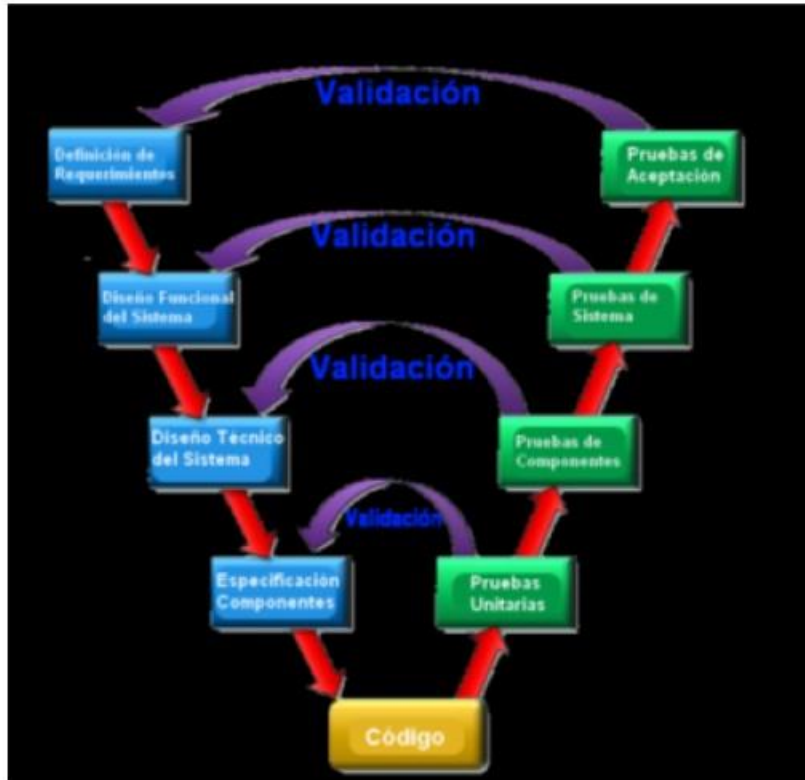 Validación
Definición de
Requerimientos
Pruebas de
Aceptación
Validación
Diseño Funcional
del Sistema
Pruebas de
Sistema
Validación
Diseño Técnico
del Sistema
Pruebas de
Componentes
Validación
Especificación
Componentes
Pruebas
Unitarias
Código